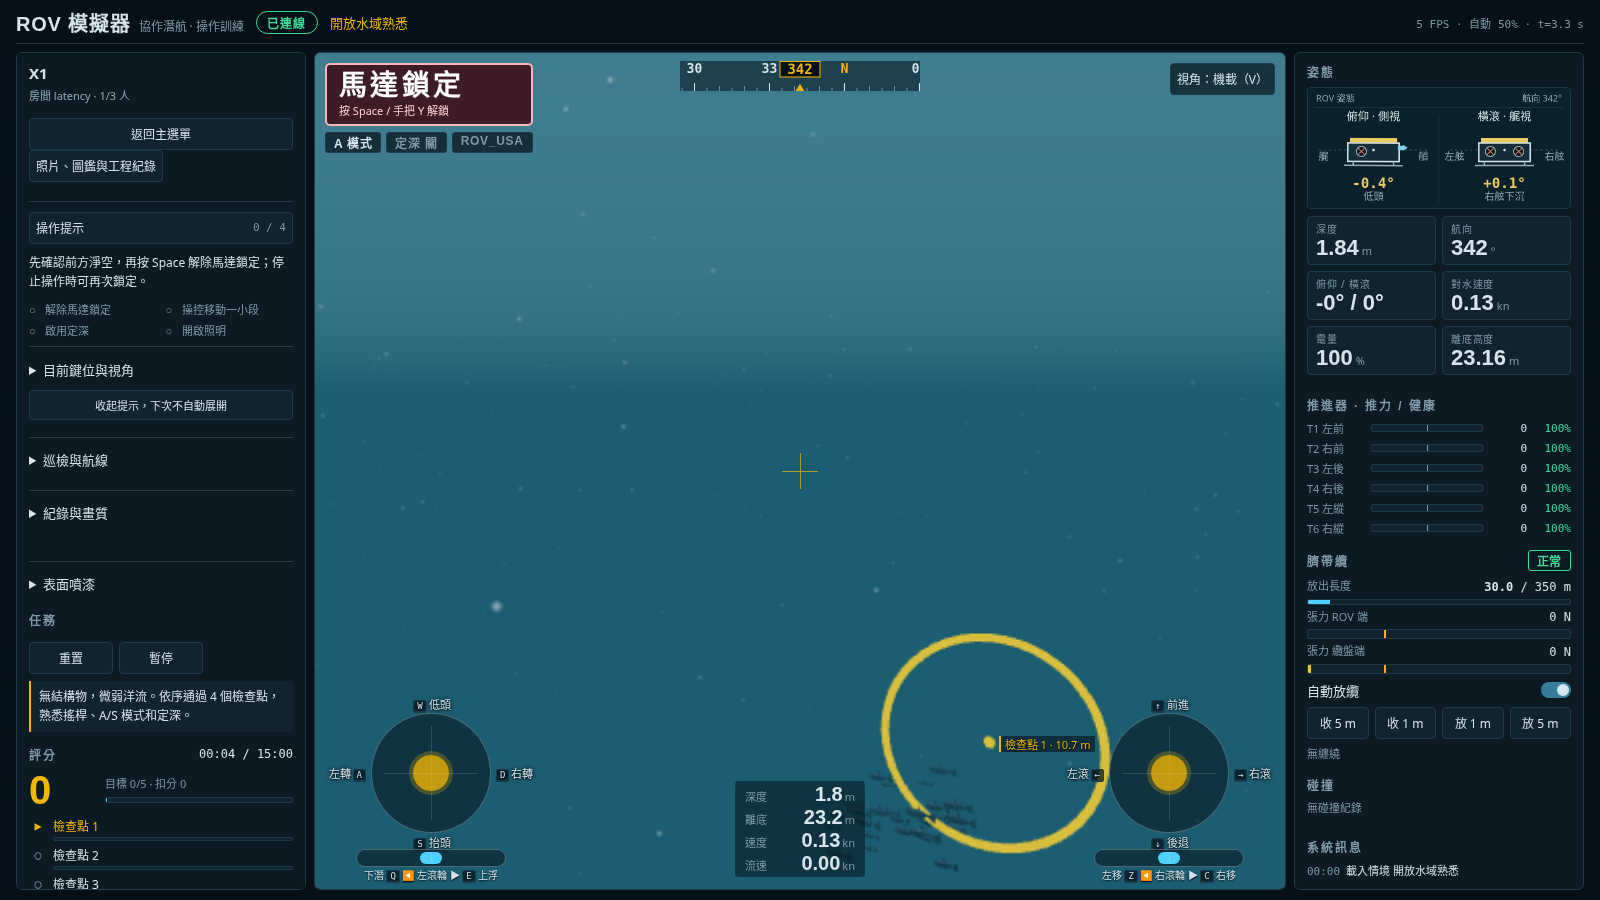 ROV 模擬器 協作潛航 · 操作訓練 已連線 開放水域熟悉
5 FPS · 自動 50% · t=3.3 s
X1
房間 latency · 1/3 人
返回主選單
照片、圖鑑與工程紀錄
操作提示 0 / 4
先確認前方淨空，再按 Space 解除馬達鎖定；停
止操作時可再次鎖定。
○ 解除馬達鎖定 ○ 操控移動一小段
○ 啟用定深 ○ 開啟照明
▶ 目前鍵位與視角
收起提示，下次不自動展開
▶ 巡檢與航線
▶ 紀錄與畫質
▶ 表面噴漆
任務
重置 暫停
無結構物，微弱洋流。依序通過 4 個檢查點，
熟悉搖桿、A/S 模式和定深。
評分 00:04 / 15:00
0 目標 0/5 · 扣分 0
▶ 檢查點 1
○ 檢查點 2
○ 檢查點 3
馬達鎖定
按 Space / 手把 Y 解鎖
A 模式 定深 關 ROV_USA
30 33 342 N 0
視角：機載（V）
檢查點 1 · 10.7 m
W 低頭
左轉 A D 右轉
S 抬頭
下潛 Q ◀ 左滾輪 ▶ E 上浮
深度 1.8 m
離底 23.2 m
速度 0.13 kn
流速 0.00 kn
↑ 前進
左滾 ← → 右滾
↓ 後退
左移 Z ◀ 右滾輪 ▶ C 右移
姿態
ROV 姿態 航向 342°
俯仰 · 側視 橫滾 · 艉視
艉 艏 左舷 右舷
-0.4° +0.1°
低頭 右舷下沉
深度 航向
1.84 m 342 °
俯仰 / 橫滾 對水速度
-0° / 0° 0.13 kn
電量 離底高度
100 % 23.16 m
推進器 · 推力 / 健康
T1 左前 0 100%
T2 右前 0 100%
T3 左後 0 100%
T4 右後 0 100%
T5 左縱 0 100%
T6 右縱 0 100%
臍帶纜 正常
放出長度 30.0 / 350 m
張力 ROV 端 0 N
張力 纜盤端 0 N
自動放纜
收 5 m 收 1 m 放 1 m 放 5 m
無纏繞
碰撞
無碰撞紀錄
系統訊息
00:00 載入情境 開放水域熟悉